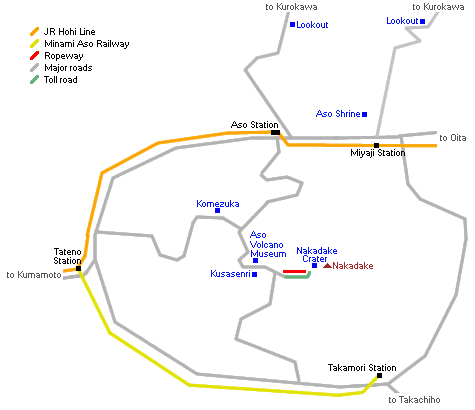 to Kurokawa
to Kurokawa
Lookout
Lookout
JR Hohi Line
Minami Aso Railway
Ropeway
Major roads
Toll road
Aso Shrine
Aso Station
to Oita
Miyaji Station
Komezuka
Aso
Volcano
Museum
Nakadake
Crater
Nakadake
Tateno
Station
to Kumamoto
Kusasenri
Takamori Station
to Takachiho